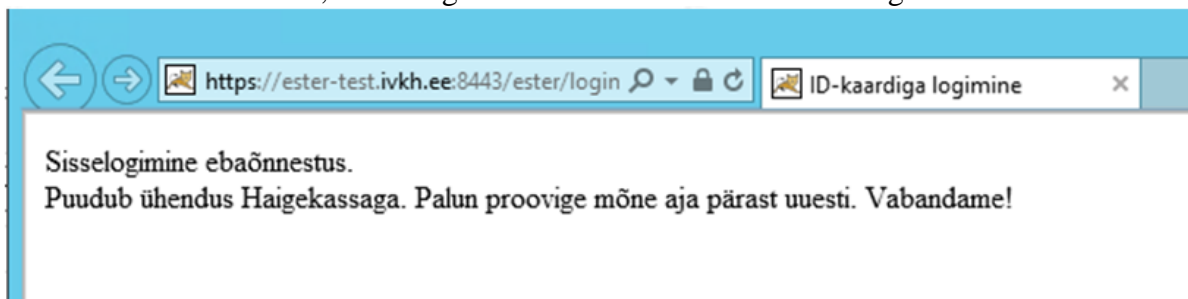 https://ester-test.ivkh.ee:8443/ester/login
ID-kaardiga logimine
Sisselogimine ebaõnnestus.
Puudub ühendus Haigekassaga. Palun proovige mõne aja pärast uuesti. Vabandame!